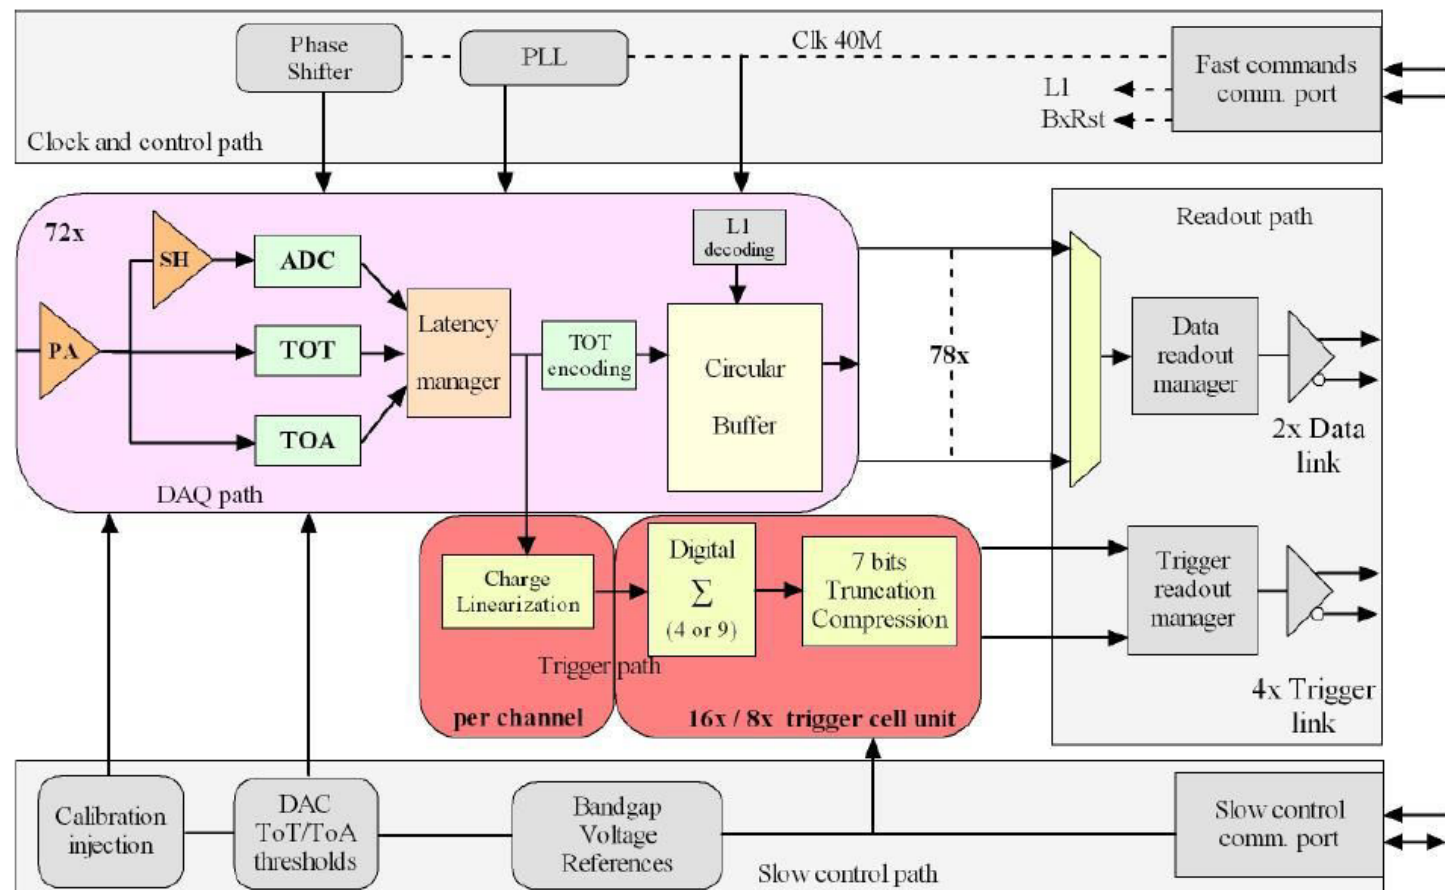 Phase
Shifter
PLL
Clk 40M
Fast commands
comm. port
L1
BxRst
Clock and control path
72x
SH
ADC
PA
TOT
TOA
Latency
manager
TOT
encoding
L1
decoding
Circular
Buffer
DAQ path
78x
Readout path
Data
readout
manager
2x Data
link
Charge
Linearization
Digital
Σ
(4 or 9)
7 bits
Truncation
Compression
Trigger path
per channel
16x / 8x trigger cell unit
Trigger
readout
manager
4x Trigger
link
Calibration
injection
DAC
ToT/ToA
thresholds
Bandgap
Voltage
References
Slow control
comm. port
Slow control path